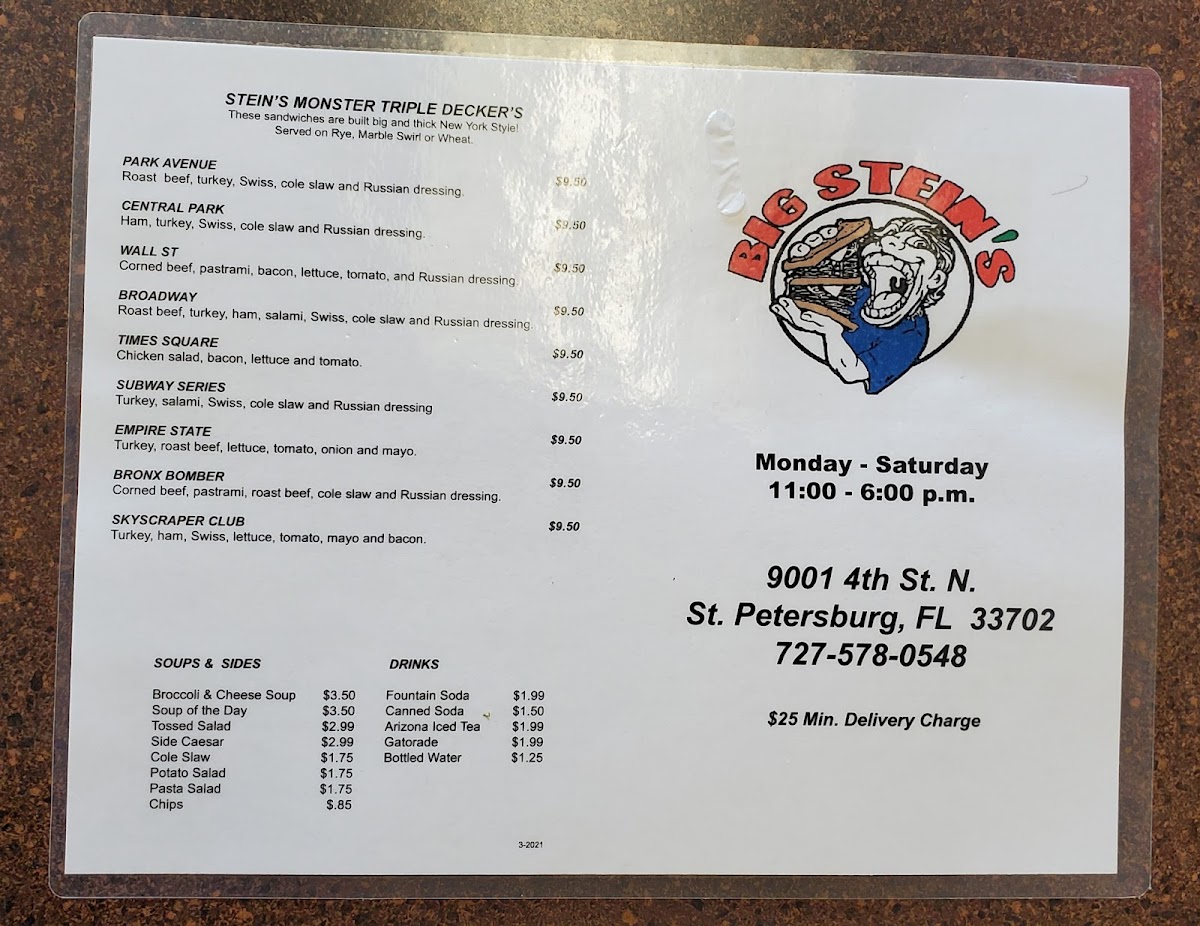 STEIN'S MONSTER TRIPLE DECKER'S
These sandwiches are built big and thick New York Style!
Served on Rye, Marble Swirl or Wheat.
PARK AVENUE
Roast beef, turkey, Swiss, cole slaw and Russian dressing. $9.50
CENTRAL PARK
Ham, turkey, Swiss, cole slaw and Russian dressing. $9.50
WALL ST
Corned beef, pastrami, bacon, lettuce, tomato, and Russian dressing. $9.50
BROADWAY
Roast beef, turkey, ham, salami, Swiss, cole slaw and Russian dressing. $9.50
TIMES SQUARE
Chicken salad, bacon, lettuce and tomato. $9.50
SUBWAY SERIES
Turkey, salami, Swiss, cole slaw and Russian dressing $9.50
EMPIRE STATE
Turkey, roast beef, lettuce, tomato, onion and mayo. $9.50
BRONX BOMBER
Corned beef, pastrami, roast beef, cole slaw and Russian dressing. $9.50
SKYSCRAPER CLUB
Turkey, ham, Swiss, lettuce, tomato, mayo and bacon. $9.50
SOUPS & SIDES
Broccoli & Cheese Soup $3.50
Soup of the Day $3.50
Tossed Salad $2.99
Side Caesar $2.99
Cole Slaw $1.75
Potato Salad $1.75
Pasta Salad $1.75
Chips $.85
DRINKS
Fountain Soda $1.99
Canned Soda $1.50
Arizona Iced Tea $1.99
Gatorade $1.99
Bottled Water $1.25
3-2021
BIG STEIN'S
Monday - Saturday
11:00 - 6:00 p.m.
9001 4th St. N.
St. Petersburg, FL 33702
727-578-0548
$25 Min. Delivery Charge